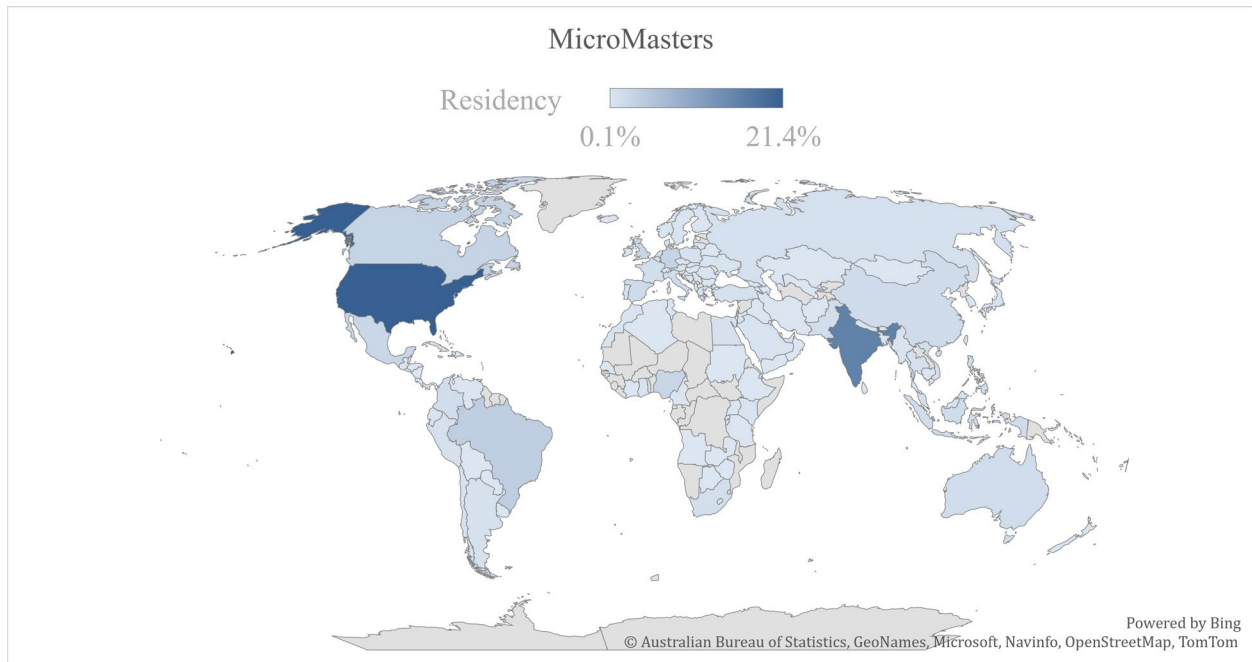 MicroMasters
Residency
0.1% 21.4%
Powered by Bing
© Australian Bureau of Statistics, GeoNames, Microsoft, Navinfo, OpenStreetMap, TomTom